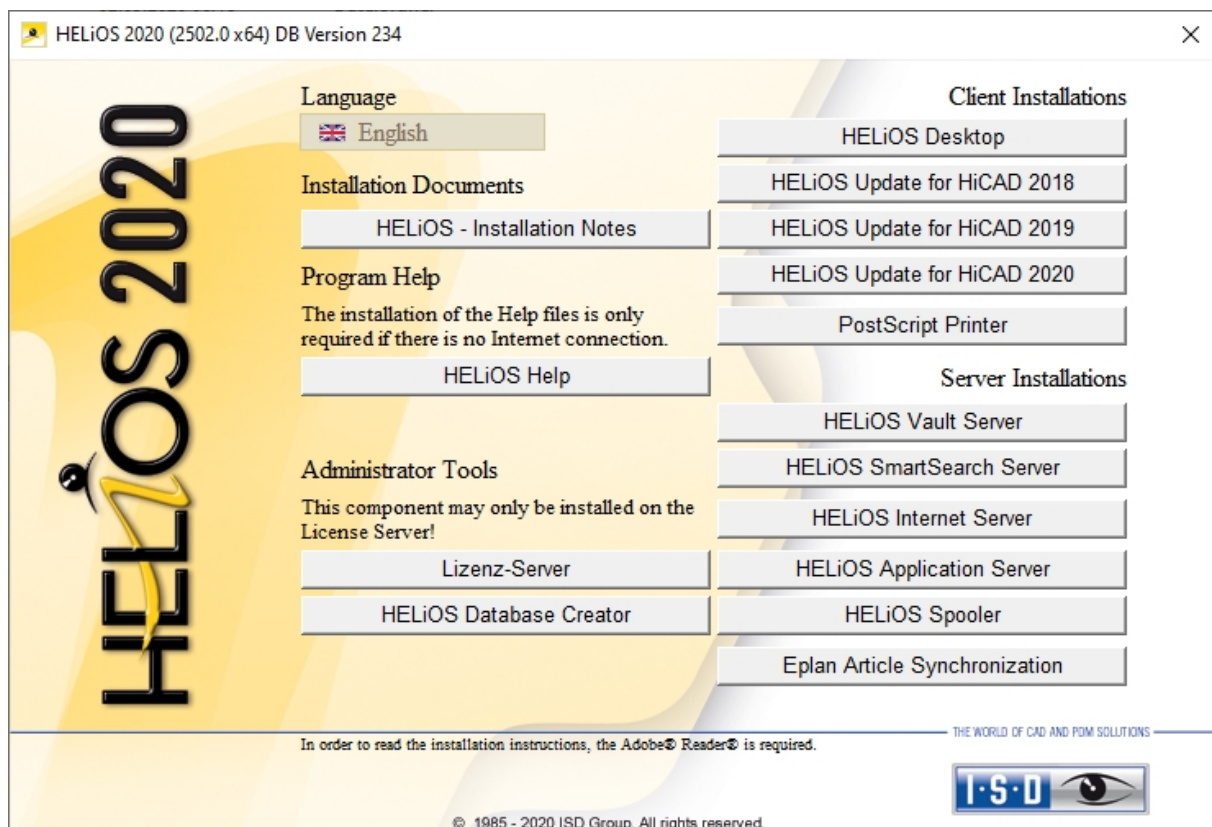 HELiOS 2020 (2502.0 x64) DB Version 234
HELiOS 2020
Language
English
Installation Documents
HELiOS - Installation Notes
Program Help
The installation of the Help files is only
required if there is no Internet connection.
HELiOS Help
Administrator Tools
This component may only be installed on the
License Server!
Lizenz-Server
HELiOS Database Creator
Client Installations
HELiOS Desktop
HELiOS Update for HiCAD 2018
HELiOS Update for HiCAD 2019
HELiOS Update for HiCAD 2020
PostScript Printer
Server Installations
HELiOS Vault Server
HELiOS SmartSearch Server
HELiOS Internet Server
HELiOS Application Server
HELiOS Spooler
Eplan Article Synchronization
In order to read the installation instructions, the Adobe® Reader® is required.
THE WORLD OF CAD AND PDM SOLUTIONS
I·S·D
© 1985 - 2020 ISD Group. All rights reserved.